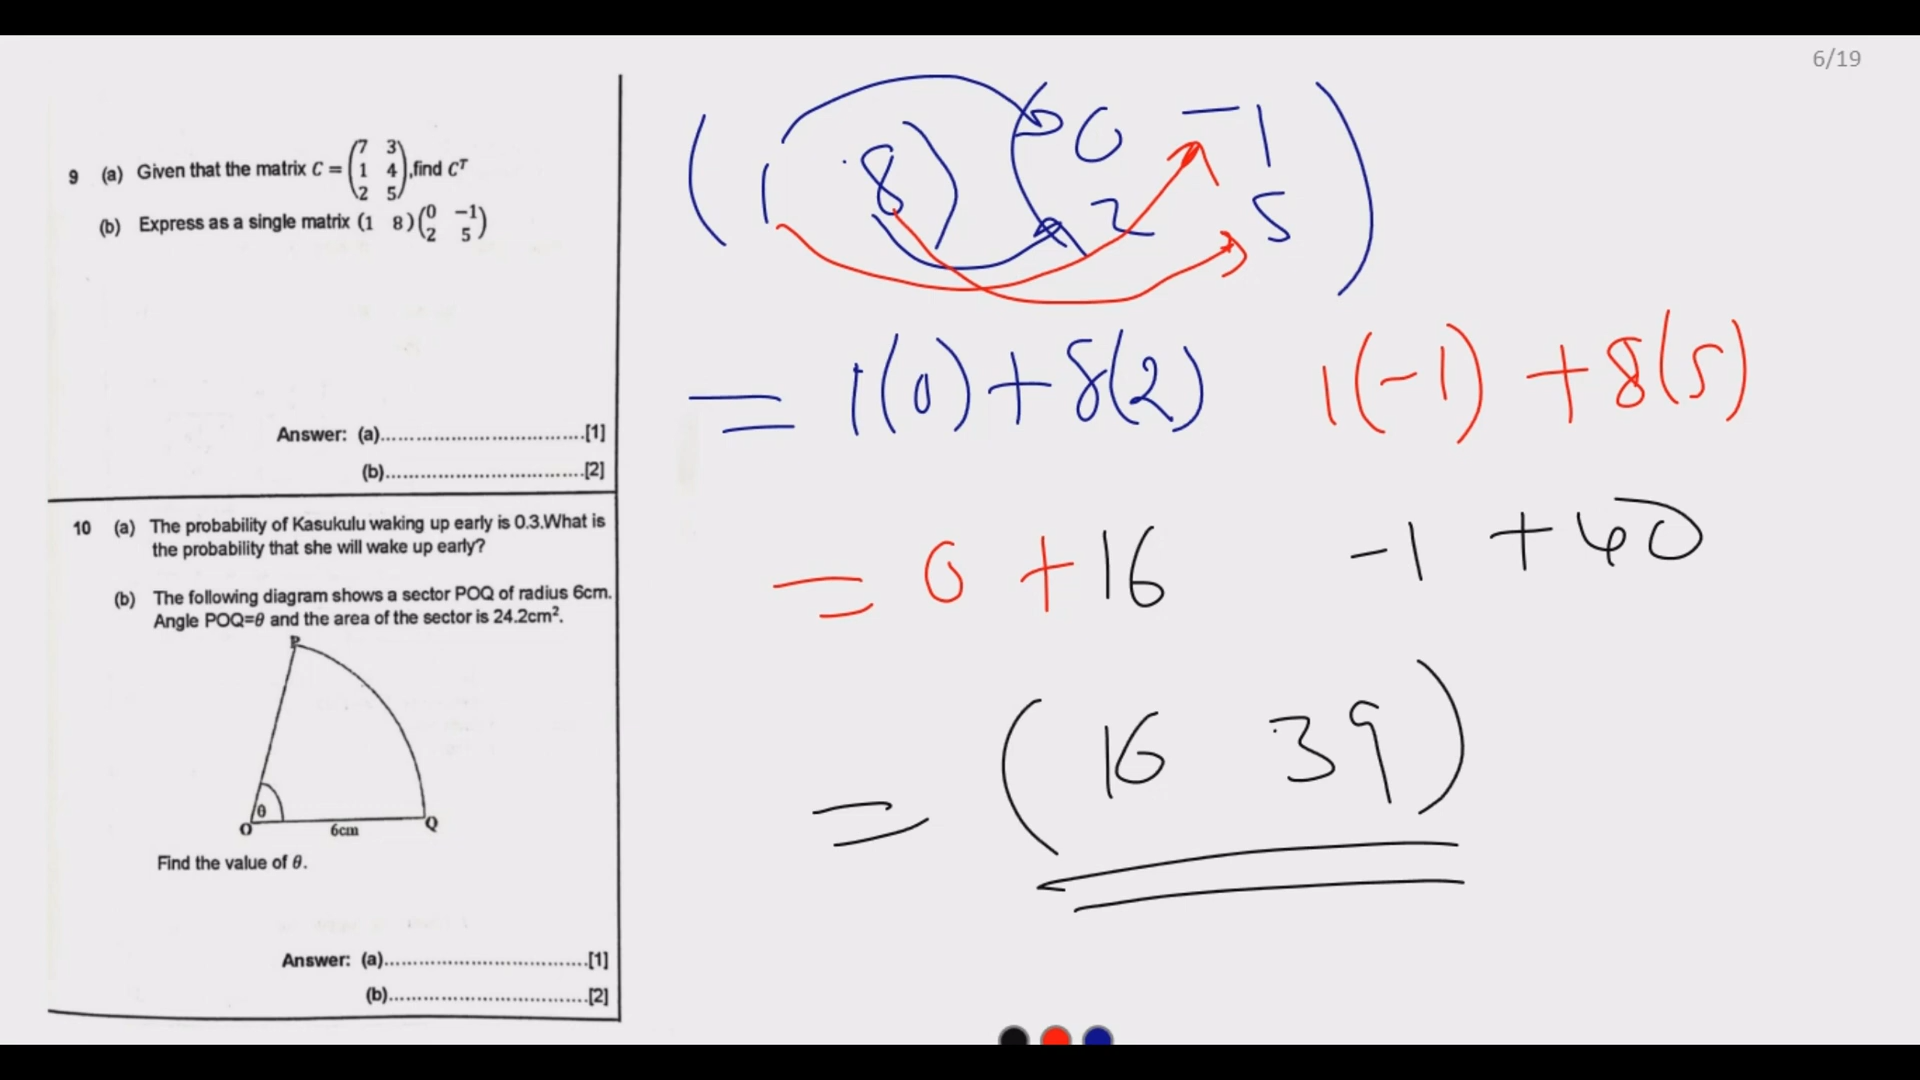 6/19
9 (a) Given that the matrix C = (7 3
1 4
2 5) ,find Cᵀ
(b) Express as a single matrix (1 8)(0 -1
2 5)
Answer: (a)..................................[1]
(b)..................................[2]
10 (a) The probability of Kasukulu waking up early is 0.3.What is
the probability that she will wake up early?
(b) The following diagram shows a sector POQ of radius 6cm.
Angle POQ=θ and the area of the sector is 24.2cm².
P
θ
O 6cm Q
Find the value of θ.
Answer: (a)..................................[1]
(b)..................................[2]
(1 8)(0 -1
2 5)
= 1(0)+8(2) 1(-1) +8(5)
= 0 + 16 -1 + 40
= (16 39)